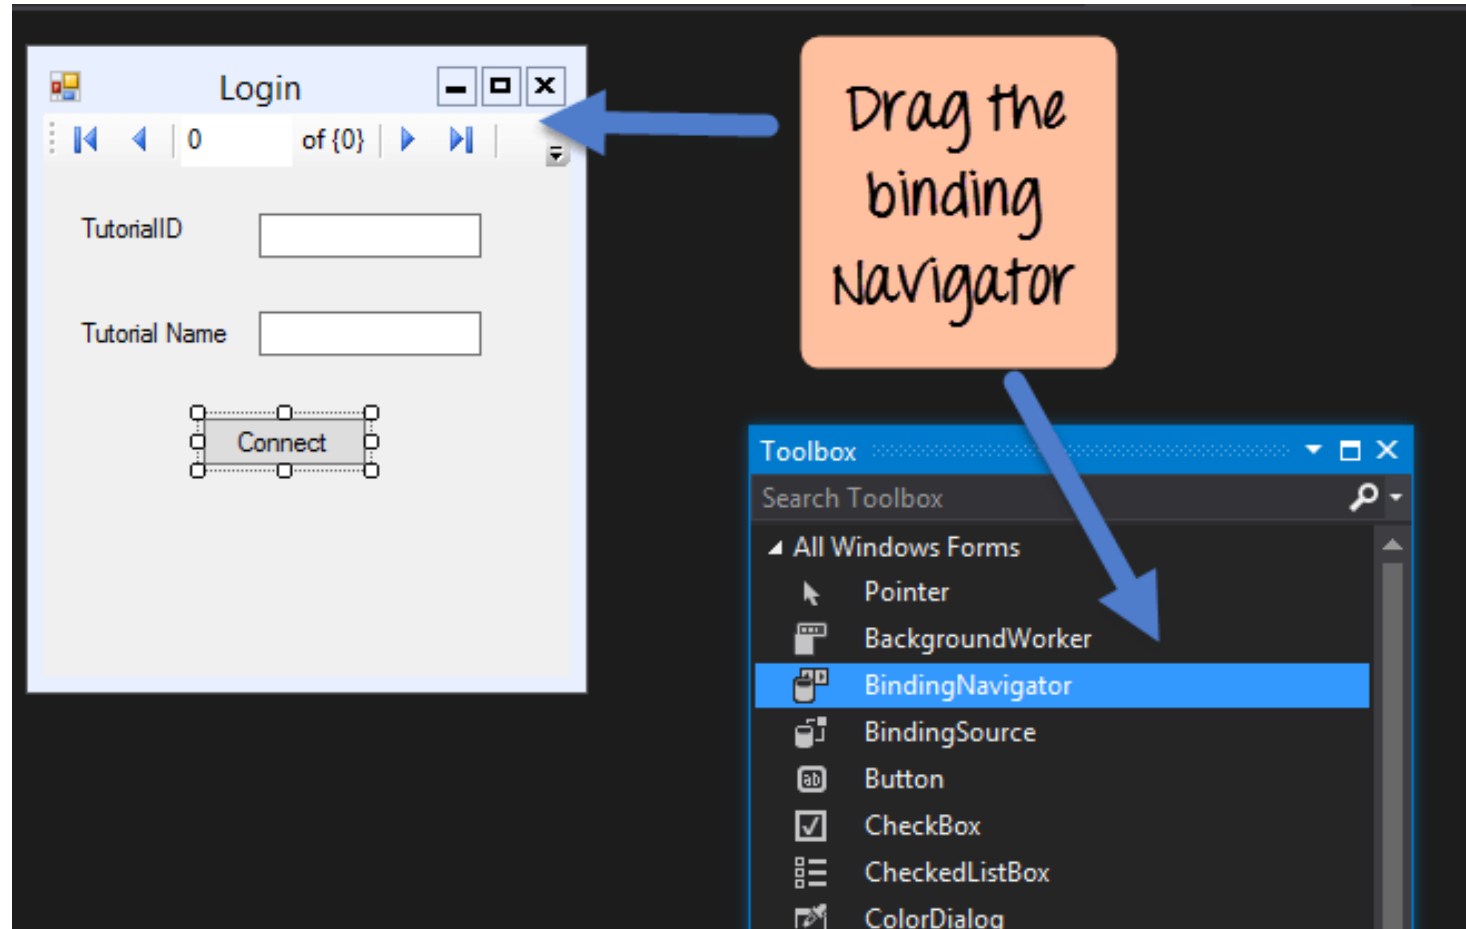 Login
0 of {0}
TutorialID
Tutorial Name
Connect
Drag the
binding
Navigator
Toolbox
Search Toolbox
All Windows Forms
Pointer
BackgroundWorker
BindingNavigator
BindingSource
Button
CheckBox
CheckedListBox
ColorDialog